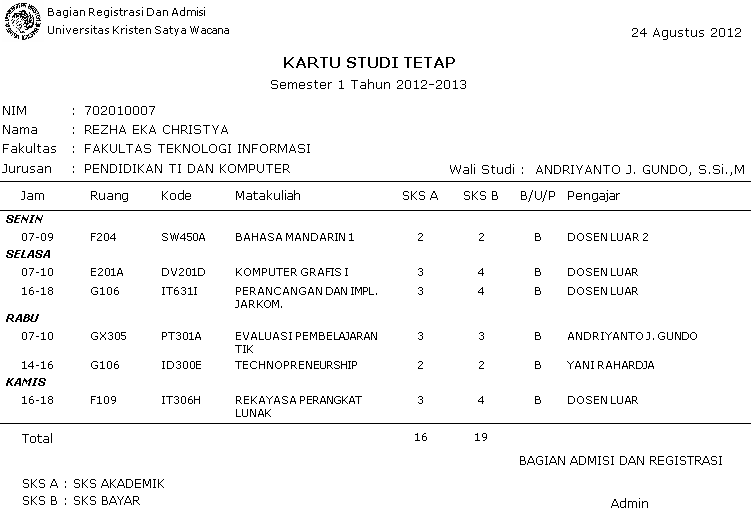 Bagian Registrasi Dan Admisi
Universitas Kristen Satya Wacana
24 Agustus 2012
KARTU STUDI TETAP
Semester 1 Tahun 2012-2013
NIM : 702010007
Nama : REZHA EKA CHRISTYA
Fakultas : FAKULTAS TEKNOLOGI INFORMASI
Jurusan : PENDIDIKAN TI DAN KOMPUTER Wali Studi : ANDRIYANTO J. GUNDO, S.Si.,M
Jam Ruang Kode Matakuliah SKS A SKS B B/U/P Pengajar
SENIN
07-09 F204 SW450A BAHASA MANDARIN 1 2 2 B DOSEN LUAR 2
SELASA
07-10 E201A DV201D KOMPUTER GRAFIS I 3 4 B DOSEN LUAR
16-18 G106 IT631I PERANCANGAN DAN IMPL. 3 4 B DOSEN LUAR
JARKOM.
RABU
07-10 GX305 PT301A EVALUASI PEMBELAJARAN 3 3 B ANDRIYANTO J. GUNDO
TIK
14-16 G106 ID300E TECHNOPRENEURSHIP 2 2 B YANI RAHARDJA
KAMIS
16-18 F109 IT306H REKAYASA PERANGKAT 3 4 B DOSEN LUAR
LUNAK
Total 16 19
BAGIAN ADMISI DAN REGISTRASI
SKS A : SKS AKADEMIK
SKS B : SKS BAYAR
Admin